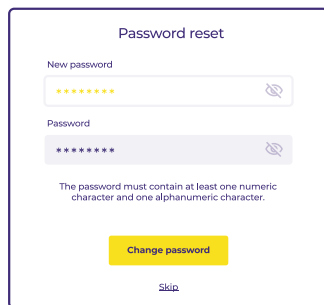 Password reset
New password
********
Password
********
The password must contain at least one numeric
character and one alphanumeric character.
Change password
Skip